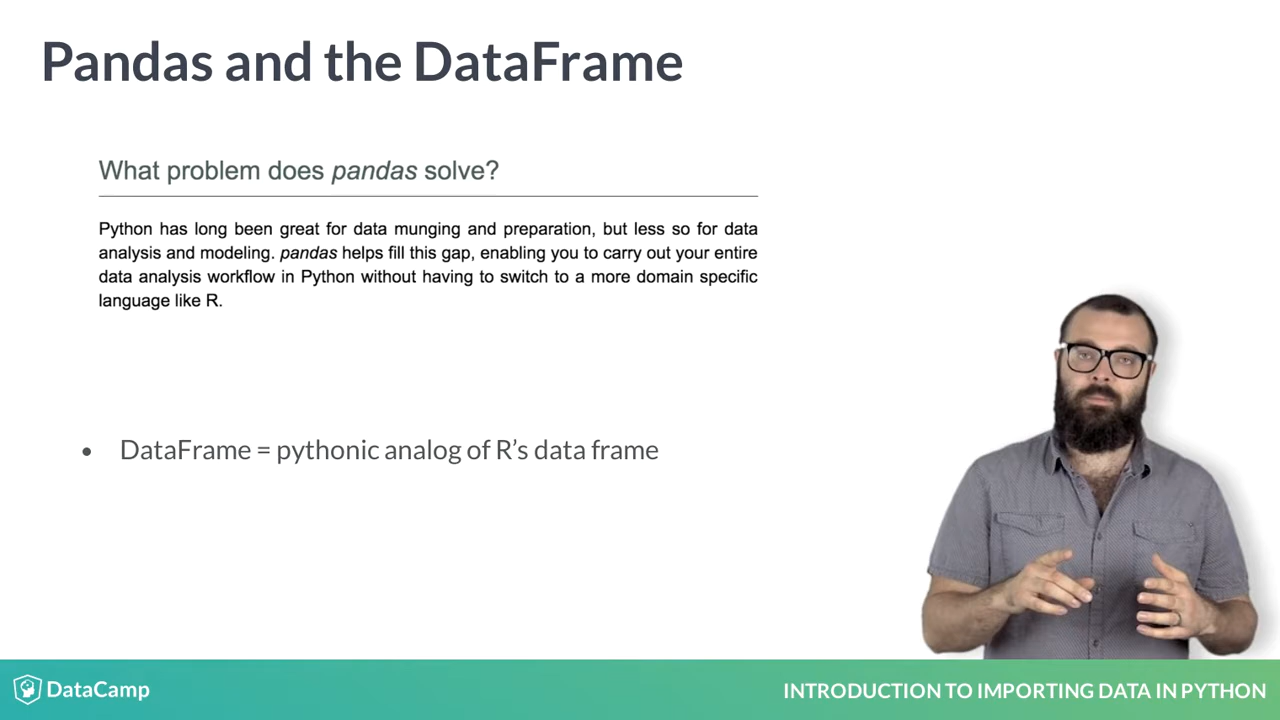 Pandas and the DataFrame
What problem does pandas solve?
Python has long been great for data munging and preparation, but less so for data
analysis and modeling. pandas helps fill this gap, enabling you to carry out your entire
data analysis workflow in Python without having to switch to a more domain specific
language like R.
• DataFrame = pythonic analog of R’s data frame
DataCamp
INTRODUCTION TO IMPORTING DATA IN PYTHON